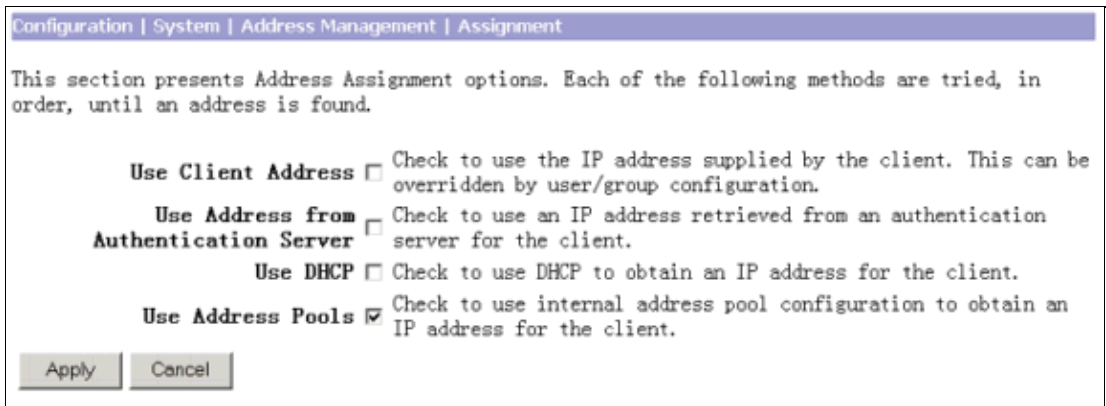 Configuration | System | Address Management | Assignment
This section presents Address Assignment options. Each of the following methods are tried, in
order, until an address is found.
Use Client Address
Check to use the IP address supplied by the client. This can be
overridden by user/group configuration.
Use Address from
Authentication Server
Check to use an IP address retrieved from an authentication
server for the client.
Use DHCP
Check to use DHCP to obtain an IP address for the client.
Use Address Pools
Check to use internal address pool configuration to obtain an
IP address for the client.
Apply
Cancel